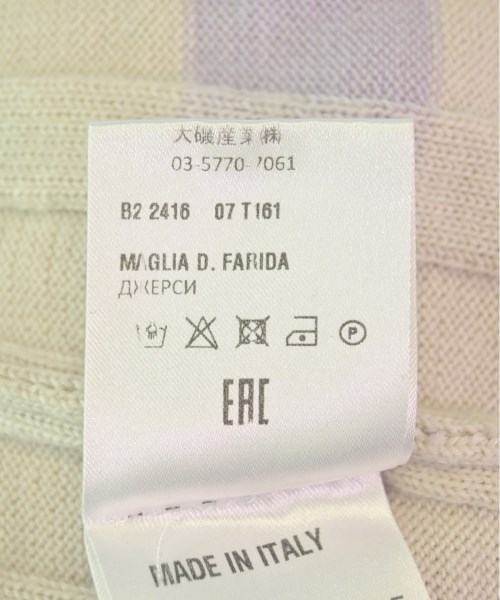 大磯産業㈱
03-5770-7061
B2 2416 07 T161
MAGLIA D. FARIDA
ДЖЕРСИ
P
EAC
MADE IN ITALY